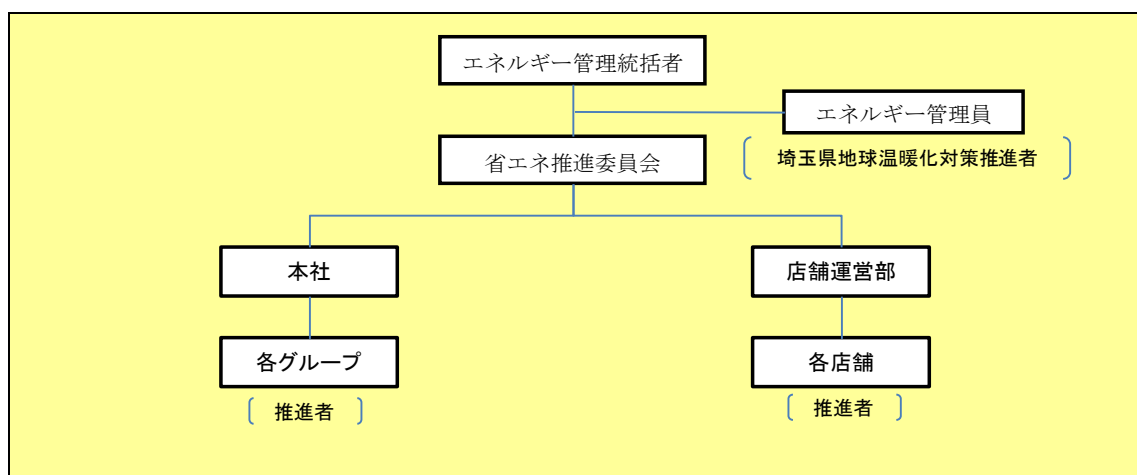 エネルギー管理統括者
エネルギー管理員
埼玉県地球温暖化対策推進者
省エネ推進委員会
本社
店舗運営部
各グループ
各店舗
推進者
推進者